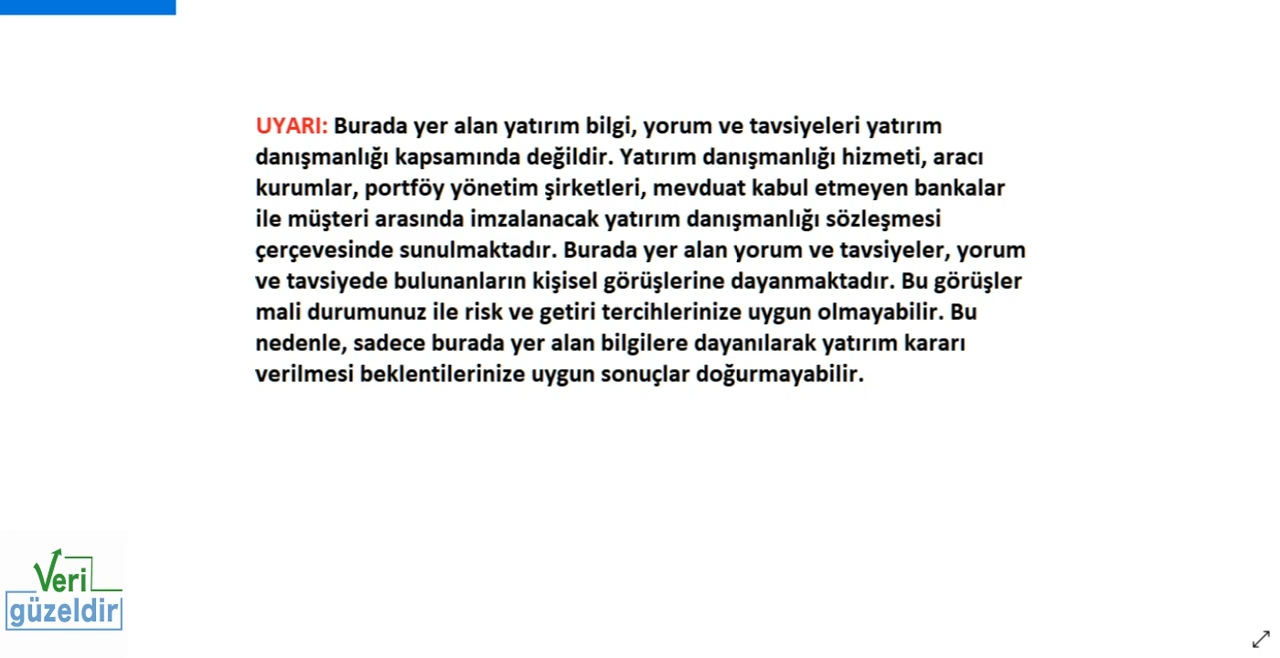 UYARI: Burada yer alan yatırım bilgi, yorum ve tavsiyeleri yatırım
danışmanlığı kapsamında değildir. Yatırım danışmanlığı hizmeti, aracı
kurumlar, portföy yönetim şirketleri, mevduat kabul etmeyen bankalar
ile müşteri arasında imzalanacak yatırım danışmanlığı sözleşmesi
çerçevesinde sunulmaktadır. Burada yer alan yorum ve tavsiyeler, yorum
ve tavsiyede bulunanların kişisel görüşlerine dayanmaktadır. Bu görüşler
mali durumunuz ile risk ve getiri tercihlerinize uygun olmayabilir. Bu
nedenle, sadece burada yer alan bilgilere dayanılarak yatırım kararı
verilmesi beklentilerinize uygun sonuçlar doğurmayabilir.
Veri
güzeldir